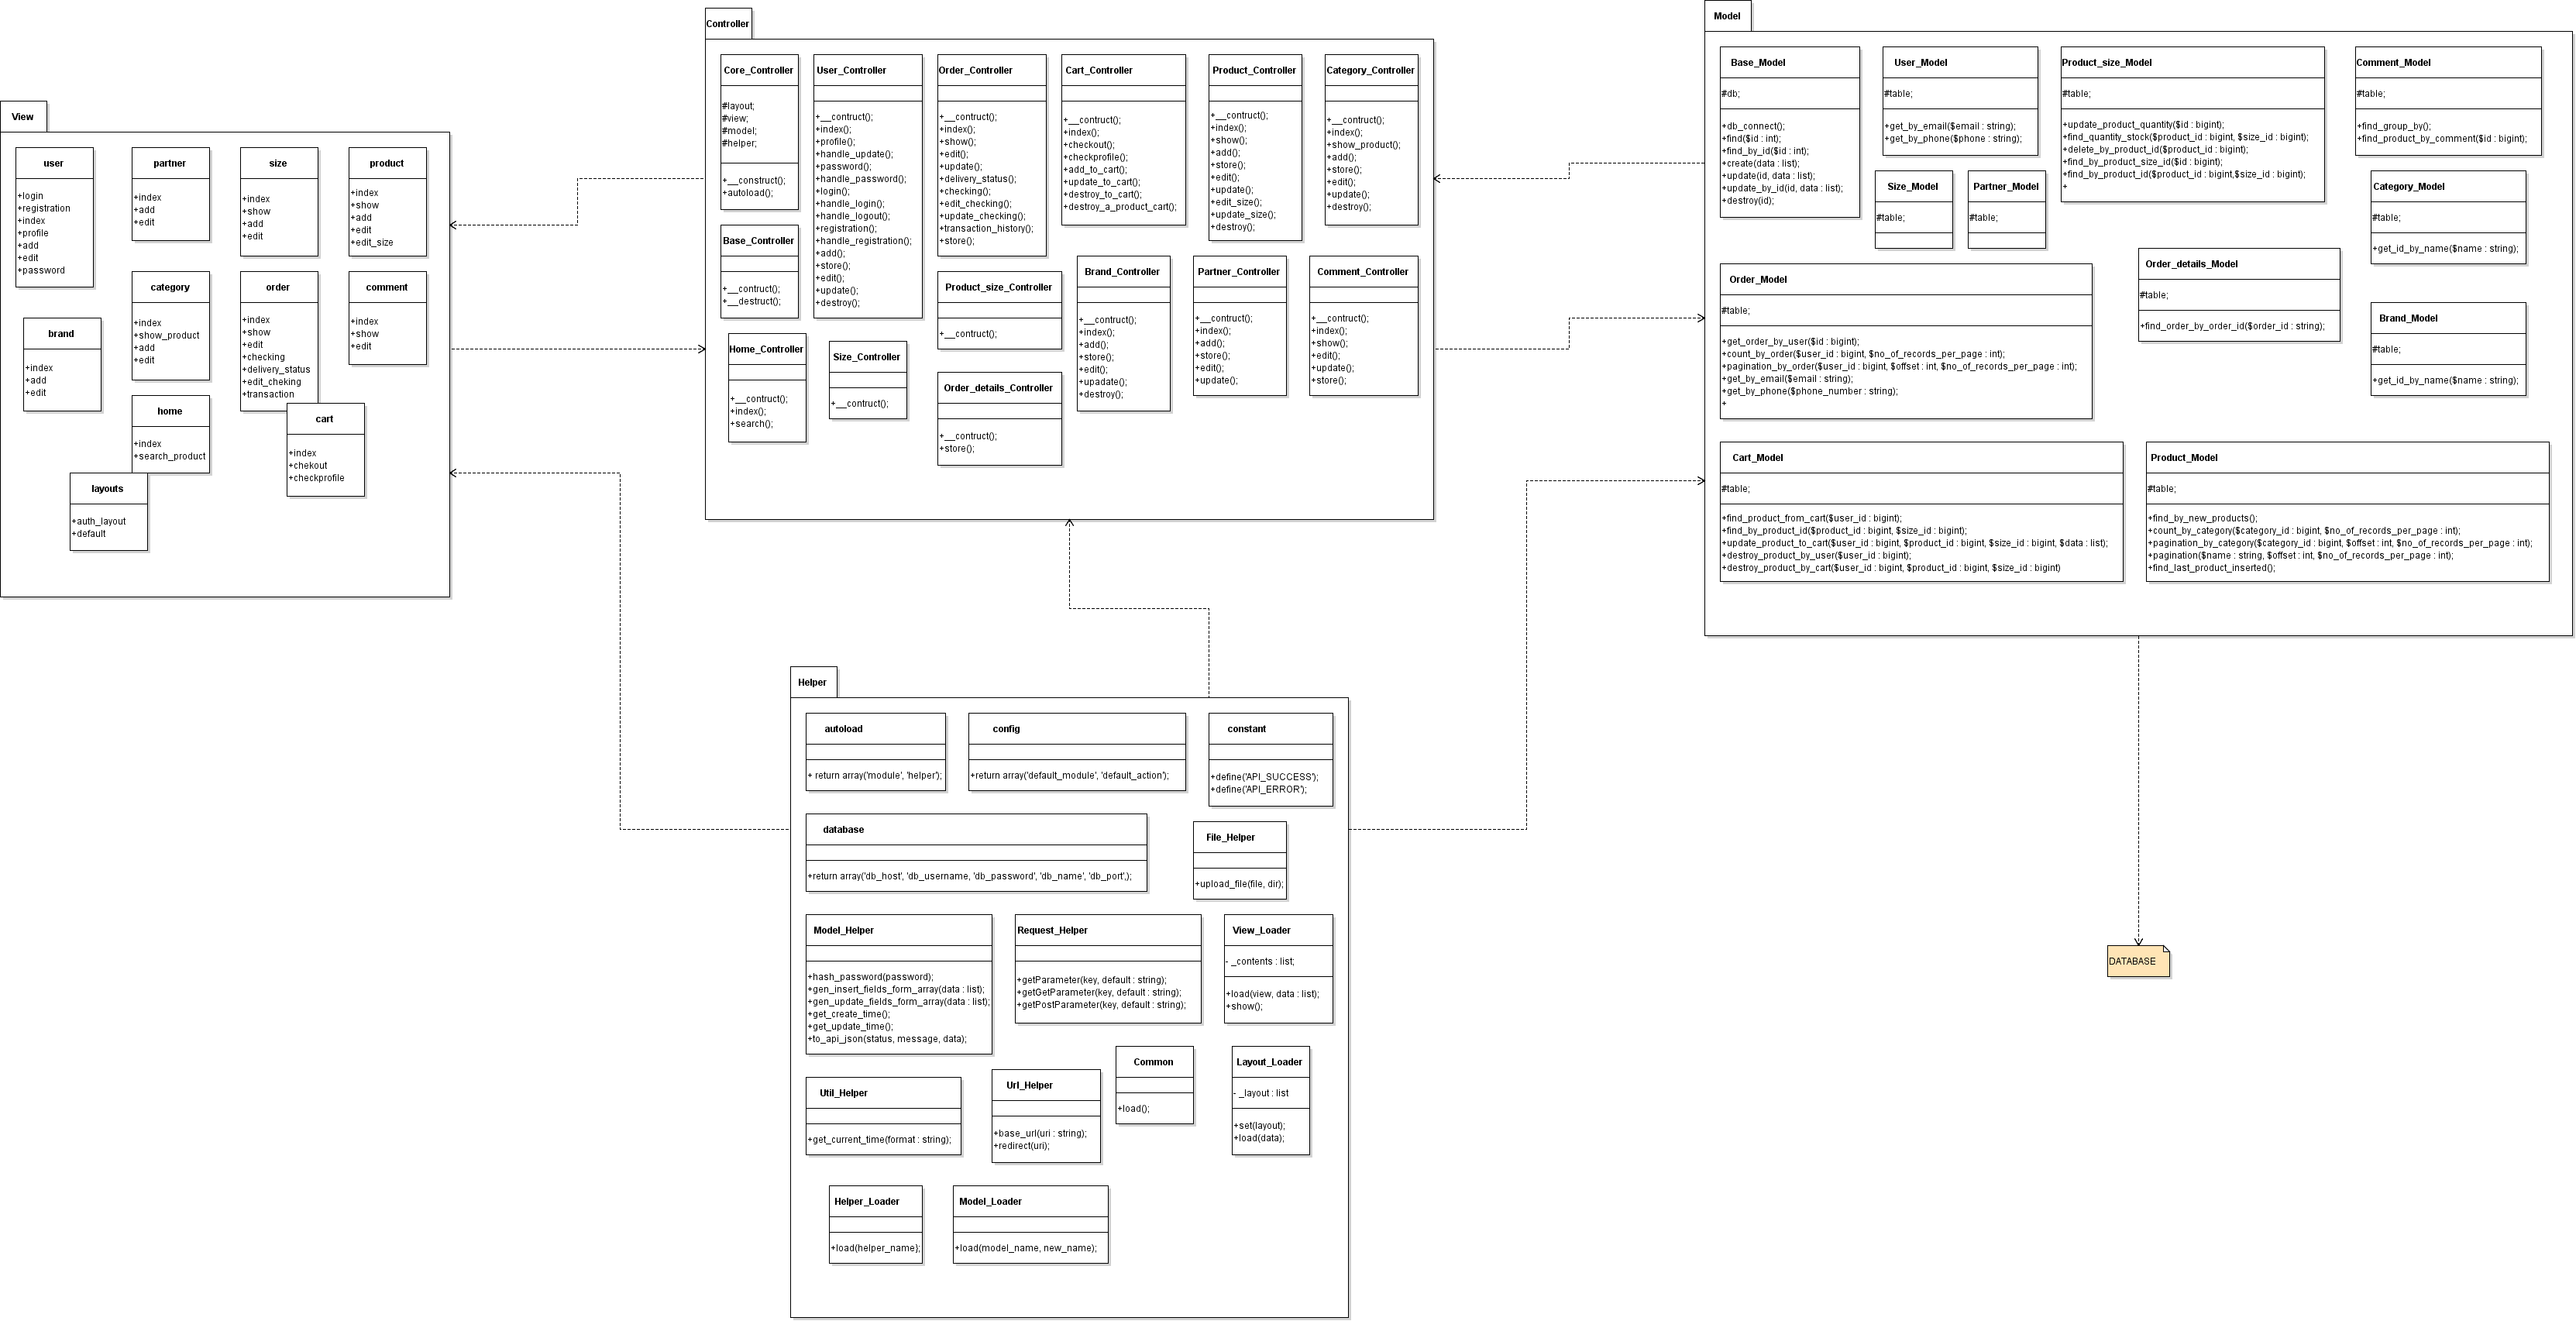 View
user
+login
+registration
+index
+profile
+add
+edit
+password
partner
+index
+add
+edit
size
+index
+show
+add
+edit
product
+index
+show
+add
+edit
+edit_size
category
+index
+show_product
+add
+edit
order
+index
+show
+edit
+checking
+delivery_status
+edit_cheking
+transaction
comment
+index
+show
+edit
brand
+index
+add
+edit
home
+index
+search_product
cart
+index
+chekout
+checkprofile
layouts
+auth_layout
+default
Controller
Core_Controller
#layout;
#view;
#model;
#helper;
+__construct();
+autoload();
User_Controller
+__contruct();
+index();
+profile();
+handle_update();
+password();
+handle_password();
+login();
+handle_login();
+handle_logout();
+registration();
+handle_registration();
+add();
+store();
+edit();
+update();
+destroy();
Order_Controller
+__contruct();
+index();
+show();
+edit();
+update();
+delivery_status();
+checking();
+edit_checking();
+update_checking();
+transaction_history();
+store();
Cart_Controller
+__contruct();
+index();
+checkout();
+checkprofile();
+add_to_cart();
+update_to_cart();
+destroy_to_cart();
+destroy_a_product_cart();
Product_Controller
+__contruct();
+index();
+show();
+add();
+store();
+edit();
+update();
+edit_size();
+update_size();
+destroy();
Category_Controller
+__contruct();
+index();
+show_product();
+add();
+store();
+edit();
+update();
+destroy();
Base_Controller
+__contruct();
+__destruct();
Product_size_Controller
+__contruct();
Brand_Controller
+__contruct();
+index();
+add();
+store();
+edit();
+upadate();
+destroy();
Partner_Controller
+__contruct();
+index();
+add();
+store();
+edit();
+update();
Comment_Controller
+__contruct();
+index();
+show();
+edit();
+update();
+store();
Home_Controller
+__contruct();
+index();
+search();
Size_Controller
+__contruct();
Order_details_Controller
+__contruct();
+store();
Model
Base_Model
#db;
+db_connect();
+find($id : int);
+find_by_id($id : int);
+create(data : list);
+update(id, data : list);
+update_by_id(id, data : list);
+destroy(id);
User_Model
#table;
+get_by_email($email : string);
+get_by_phone($phone : string);
Product_size_Model
#table;
+update_product_quantity($id : bigint);
+find_quantity_stock($product_id : bigint, $size_id : bigint);
+delete_by_product_id($product_id : bigint);
+find_by_product_size_id($id : bigint);
+find_by_product_id($product_id : bigint,$size_id : bigint);
+
Comment_Model
#table;
+find_group_by();
+find_product_by_comment($id : bigint);
Size_Model
#table;
Partner_Model
#table;
Category_Model
#table;
+get_id_by_name($name : string);
Order_Model
#table;
+get_order_by_user($id : bigint);
+count_by_order($user_id : bigint, $no_of_records_per_page : int);
+pagination_by_order($user_id : bigint, $offset : int, $no_of_records_per_page : int);
+get_by_email($email : string);
+get_by_phone($phone_number : string);
+
Order_details_Model
#table;
+find_order_by_order_id($order_id : string);
Brand_Model
#table;
+get_id_by_name($name : string);
Cart_Model
#table;
+find_product_from_cart($user_id : bigint);
+find_by_product_id($product_id : bigint, $size_id : bigint);
+update_product_to_cart($user_id : bigint, $product_id : bigint, $size_id : bigint, $data : list);
+destroy_product_by_user($user_id : bigint);
+destroy_product_by_cart($user_id : bigint, $product_id : bigint, $size_id : bigint)
Product_Model
#table;
+find_by_new_products();
+count_by_category($category_id : bigint, $no_of_records_per_page : int);
+pagination_by_category($category_id : bigint, $offset : int, $no_of_records_per_page : int);
+pagination($name : string, $offset : int, $no_of_records_per_page : int);
+find_last_product_inserted();
Helper
autoload
+ return array('module', 'helper');
config
+return array('default_module', 'default_action');
constant
+define('API_SUCCESS');
+define('API_ERROR');
database
+return array('db_host', 'db_username, 'db_password', 'db_name', 'db_port',);
File_Helper
+upload_file(file, dir);
Model_Helper
+hash_password(password);
+gen_insert_fields_form_array(data : list);
+gen_update_fields_form_array(data : list);
+get_create_time();
+get_update_time();
+to_api_json(status, message, data);
Request_Helper
+getParameter(key, default : string);
+getGetParameter(key, default : string);
+getPostParameter(key, default : string);
View_Loader
- _contents : list;
+load(view, data : list);
+show();
Util_Helper
+get_current_time(format : string);
Url_Helper
+base_url(uri : string);
+redirect(uri);
Common
+load();
Layout_Loader
- _layout : list
+set(layout);
+load(data);
Helper_Loader
+load(helper_name);
Model_Loader
+load(model_name, new_name);
DATABASE